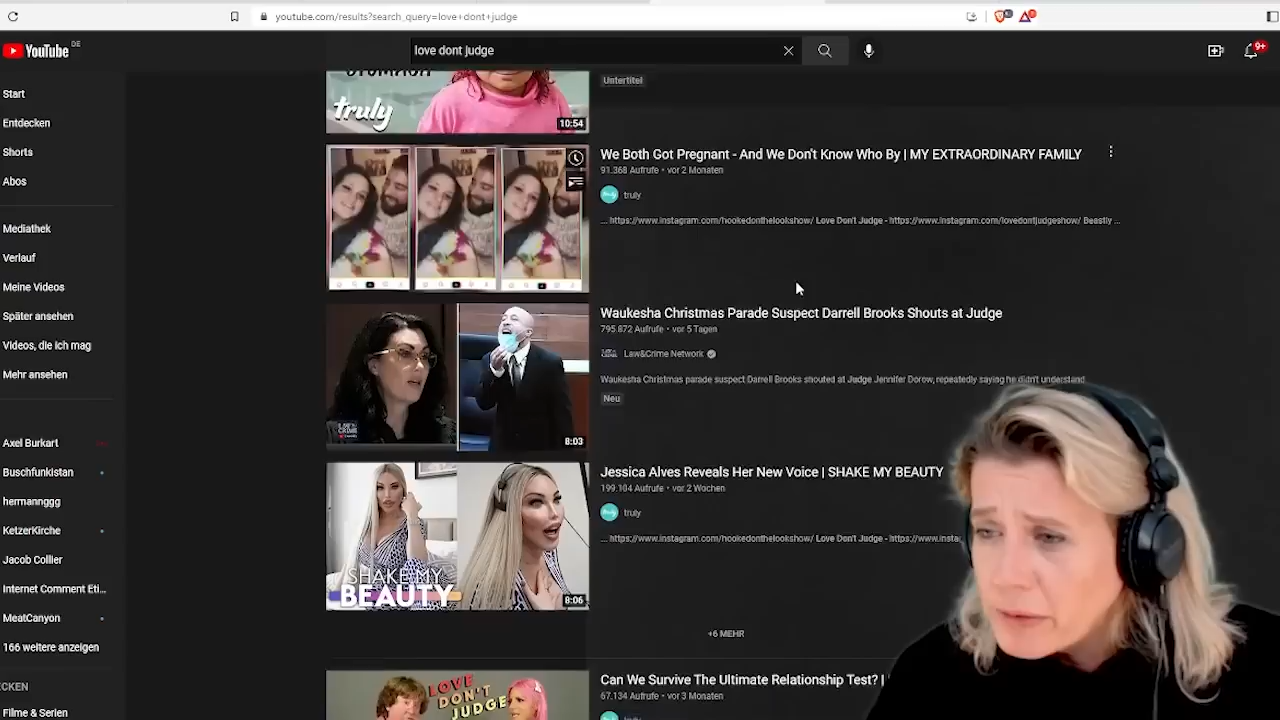 youtube.com/results?search_query=love+dont+judge
YouTube DE
love dont judge
9+
Start
Entdecken
Shorts
Abos
Mediathek
Verlauf
Meine Videos
Später ansehen
Videos, die ich mag
Mehr ansehen
Axel Burkart
Buschfunkistan
hermannggg
KetzerKirche
Jacob Collier
Internet Comment Eti...
MeatCanyon
166 weitere anzeigen
ECKEN
Filme & Serien
truly
10:54
Untertitel
We Both Got Pregnant - And We Don't Know Who By | MY EXTRAORDINARY FAMILY
91.368 Aufrufe • vor 2 Monaten
truly
... https://www.instagram.com/hookedonthelookshow/ Love Don't Judge - https://www.instagram.com/lovedontjudgeshow/ Beastly ...
Waukesha Christmas Parade Suspect Darrell Brooks Shouts at Judge
795.872 Aufrufe • vor 5 Tagen
Law&Crime Network
Waukesha Christmas parade suspect Darrell Brooks shouted at Judge Jennifer Dorow, repeatedly saying he didn't understand
Neu
8:03
Jessica Alves Reveals Her New Voice | SHAKE MY BEAUTY
199.104 Aufrufe • vor 2 Wochen
truly
... https://www.instagram.com/hookedonthelookshow/ Love Don't Judge - https://www.insta
SHAKE MY
BEAUTY
8:06
+6 MEHR
Can We Survive The Ultimate Relationship Test? |
67.134 Aufrufe • vor 3 Monaten
LOVE
DON'T
JUDGE